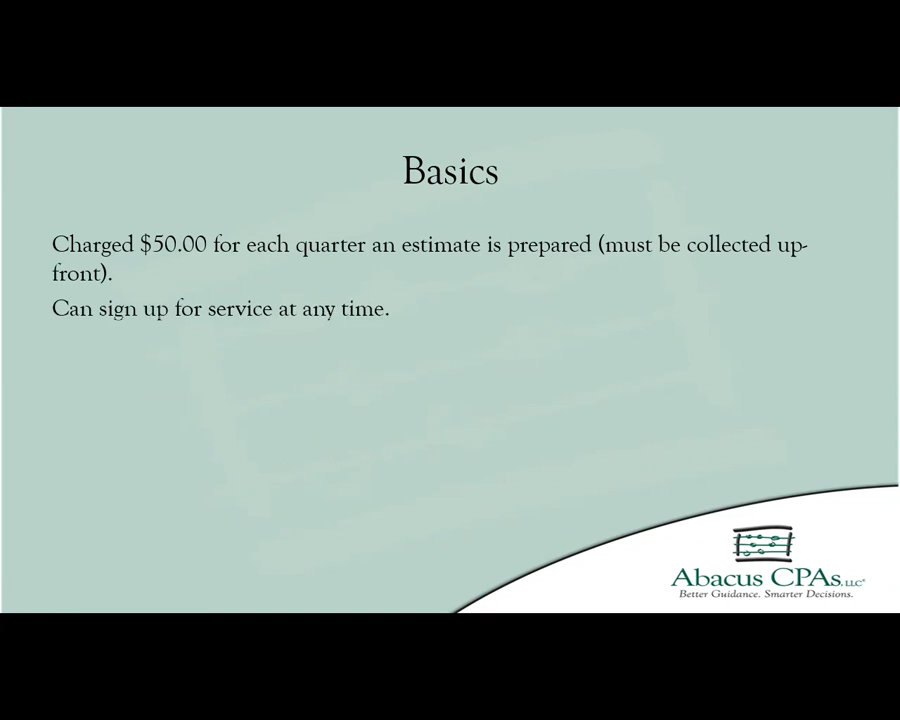 Basics
Charged $50.00 for each quarter an estimate is prepared (must be collected up-
front).
Can sign up for service at any time.
Abacus CPAs, LLC
Better Guidance. Smarter Decisions.